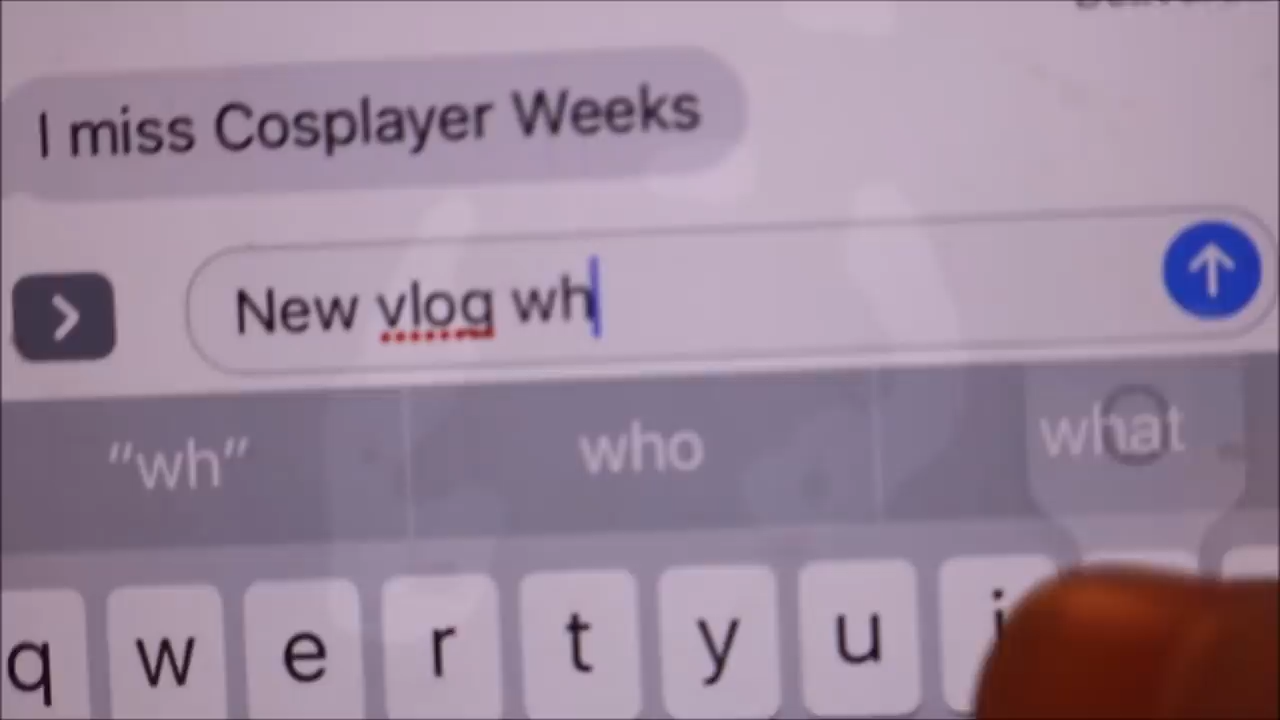 I miss Cosplayer Weeks
New vlog wh
"wh" who what
q w e r t y u i